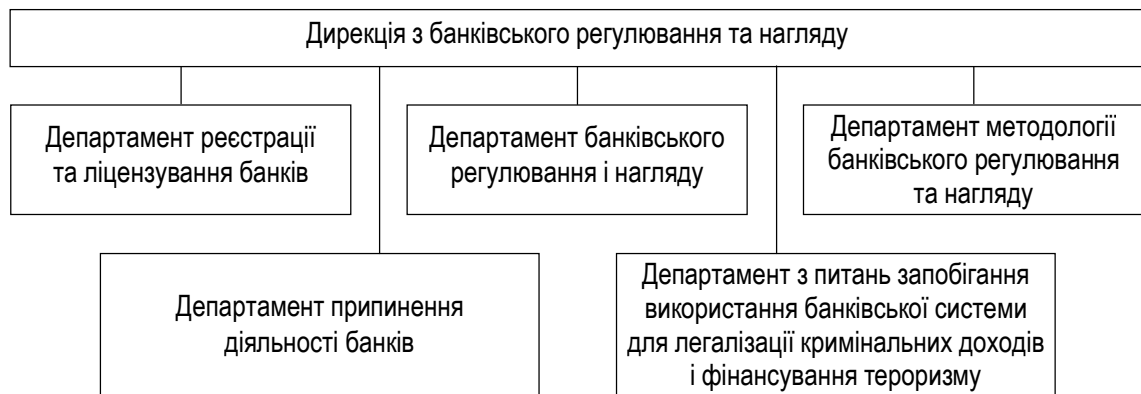 Дирекція з банківського регулювання та нагляду
Департамент реєстрації
та ліцензування банків
Департамент банківського
регулювання і нагляду
Департамент методології
банківського регулювання
та нагляду
Департамент припинення
діяльності банків
Департамент з питань запобігання
використання банківської системи
для легалізації кримінальних доходів
і фінансування тероризму